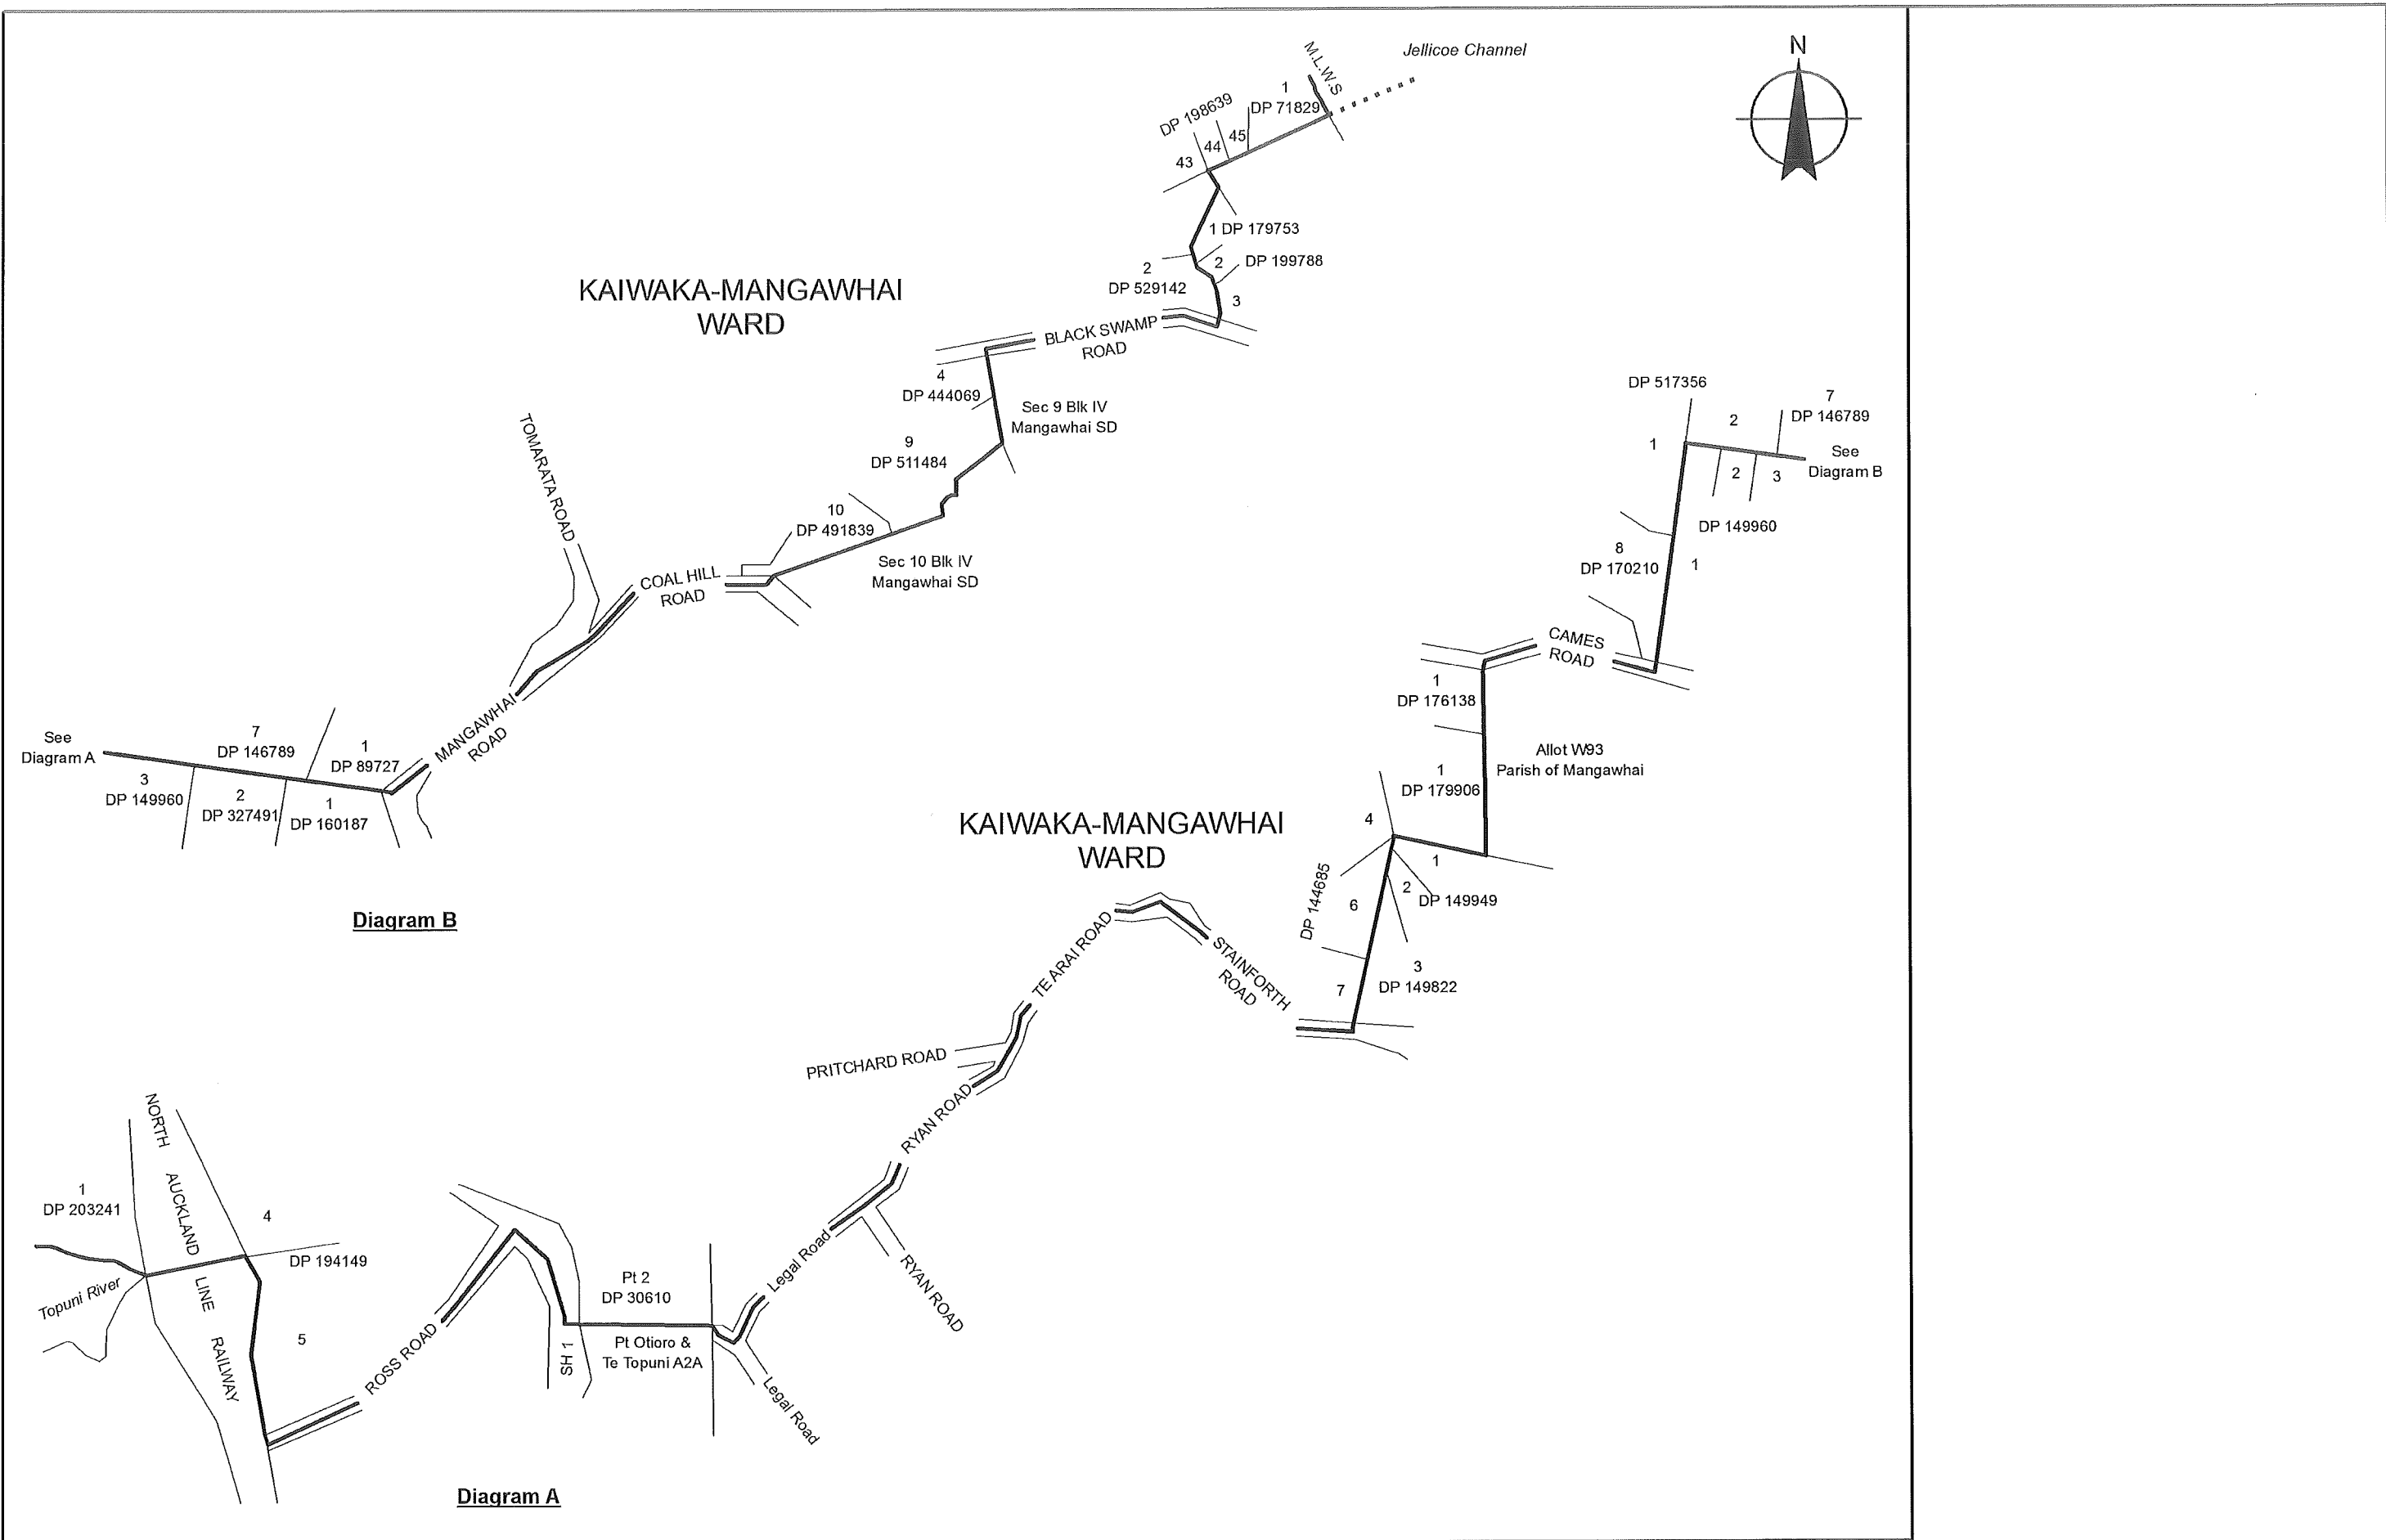 Jellicoe Channel
N
M.L.W.S
1
DP 71829
DP 198639
45
44
43
1 DP 179753
2
DP 199788
2
DP 529142
3
KAIWAKA-MANGAWHAI
WARD
BLACK SWAMP
ROAD
4
DP 444069
Sec 9 Blk IV
Mangawhai SD
9
DP 511484
TOMARATA ROAD
10
DP 491839
Sec 10 Blk IV
Mangawhai SD
COAL HILL
ROAD
MANGAWHAI
ROAD
See
Diagram A
7
DP 146789
1
DP 89727
3
DP 149960
2
DP 327491
1
DP 160187
Diagram B
DP 517356
7
DP 146789
2
1
See
Diagram B
2
3
DP 149960
8
DP 170210
1
CAMES
ROAD
1
DP 176138
Allot W93
Parish of Mangawhai
1
DP 179906
4
1
2
DP 149949
DP 144685
6
3
DP 149822
7
KAIWAKA-MANGAWHAI
WARD
STAINFORTH
ROAD
TE ARAI ROAD
PRITCHARD ROAD
RYAN ROAD
RYAN ROAD
Legal Road
Legal Road
NORTH AUCKLAND LINE RAILWAY
1
DP 203241
4
DP 194149
Topuni River
5
ROSS ROAD
SH 1
Pt 2
DP 30610
Pt Otioro &
Te Topuni A2A
Diagram A